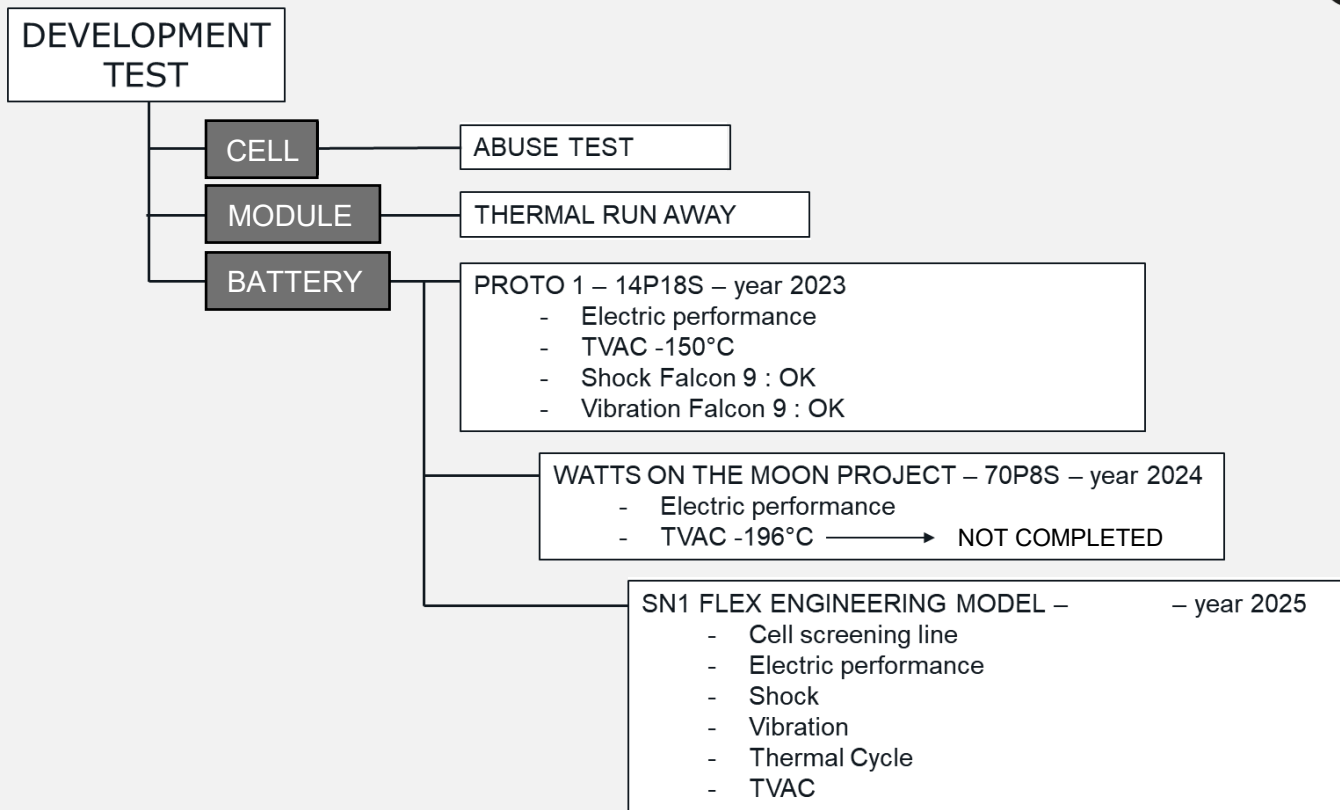 DEVELOPMENT
TEST
CELL
ABUSE TEST
MODULE
THERMAL RUN AWAY
BATTERY
PROTO 1 – 14P18S – year 2023
- Electric performance
- TVAC -150°C
- Shock Falcon 9 : OK
- Vibration Falcon 9 : OK
WATTS ON THE MOON PROJECT – 70P8S – year 2024
- Electric performance
- TVAC -196°C NOT COMPLETED
SN1 FLEX ENGINEERING MODEL – – year 2025
- Cell screening line
- Electric performance
- Shock
- Vibration
- Thermal Cycle
- TVAC